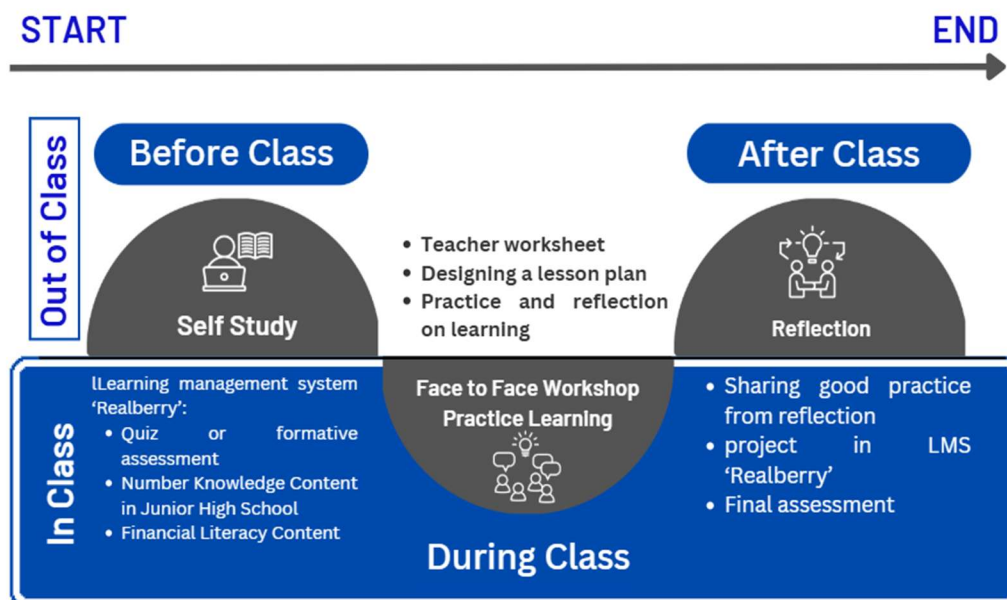 START
END
Out of Class
Before Class
After Class
Self Study
• Teacher worksheet
• Designing a lesson plan
• Practice and reflection
on learning
Reflection
In Class
lLearning management system
‘Realberry’:
• Quiz or formative
assessment
• Number Knowledge Content
in Junior High School
• Financial Literacy Content
Face to Face Workshop
Practice Learning
• Sharing good practice
from reflection
• project in LMS
‘Realberry’
• Final assessment
During Class